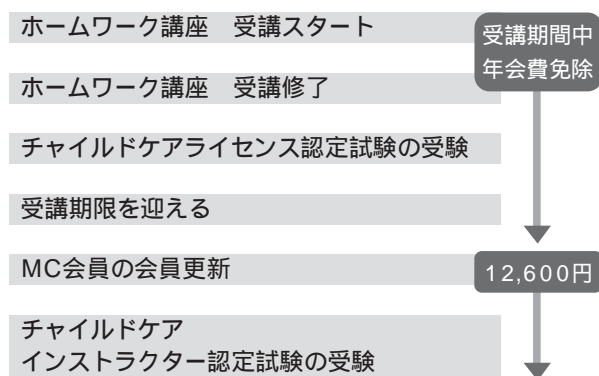 ホームワーク講座　受講スタート
受講期間中
年会費免除
ホームワーク講座　受講修了
チャイルドケアライセンス認定試験の受験
受講期限を迎える
MC会員の会員更新
12,600円
チャイルドケア
インストラクター認定試験の受験